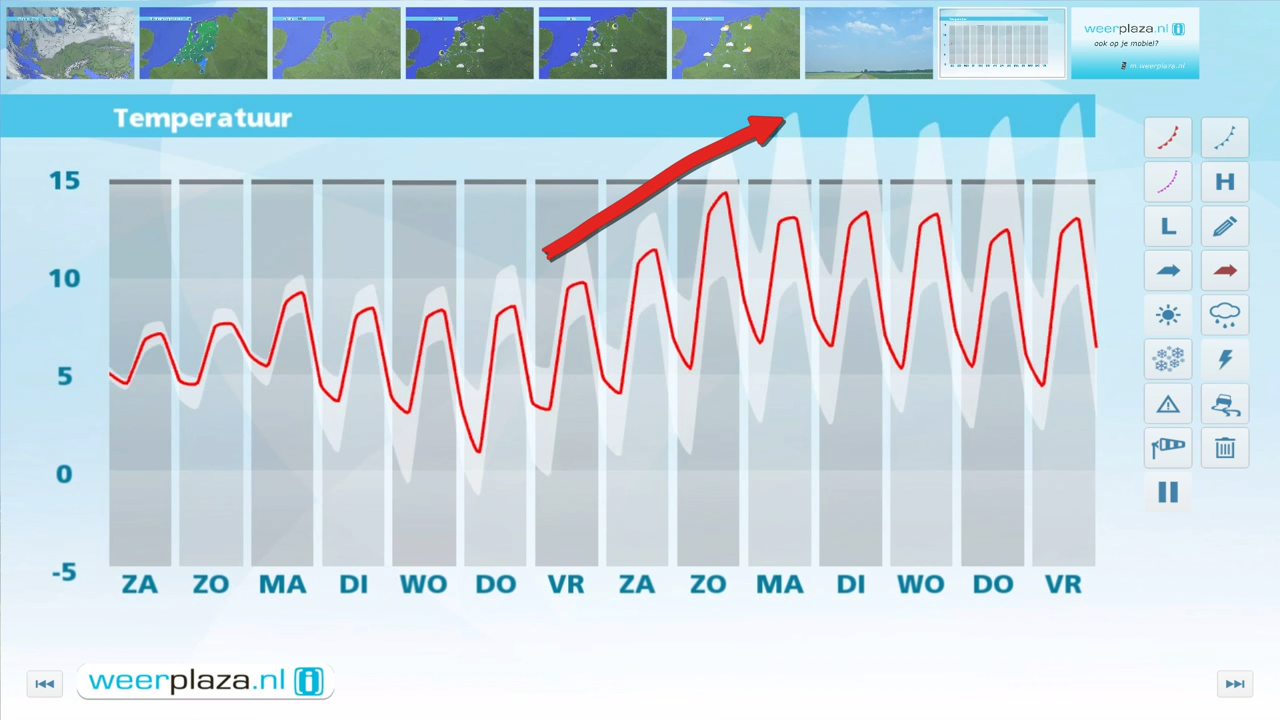 weerplaza.nl i
ook op je mobiel?
m.weerplaza.nl
Temperatuur
15
10
5
0
-5
ZA ZO MA DI WO DO VR ZA ZO MA DI WO DO VR
H
L
weerplaza.nl i